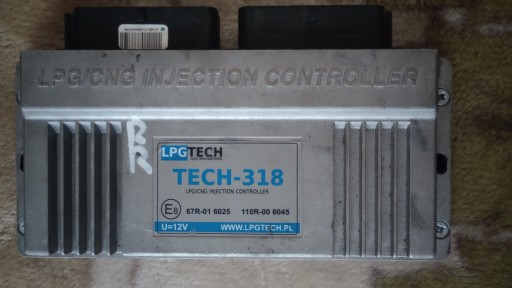 LPG/CNG INJECTION CONTROLLER
RR
LPGTECH
TECH-318
LPG/CNG INJECTION CONTROLLER
E8 67R-01 6025 110R-00 6045
U=12V WWW.LPGTECH.PL